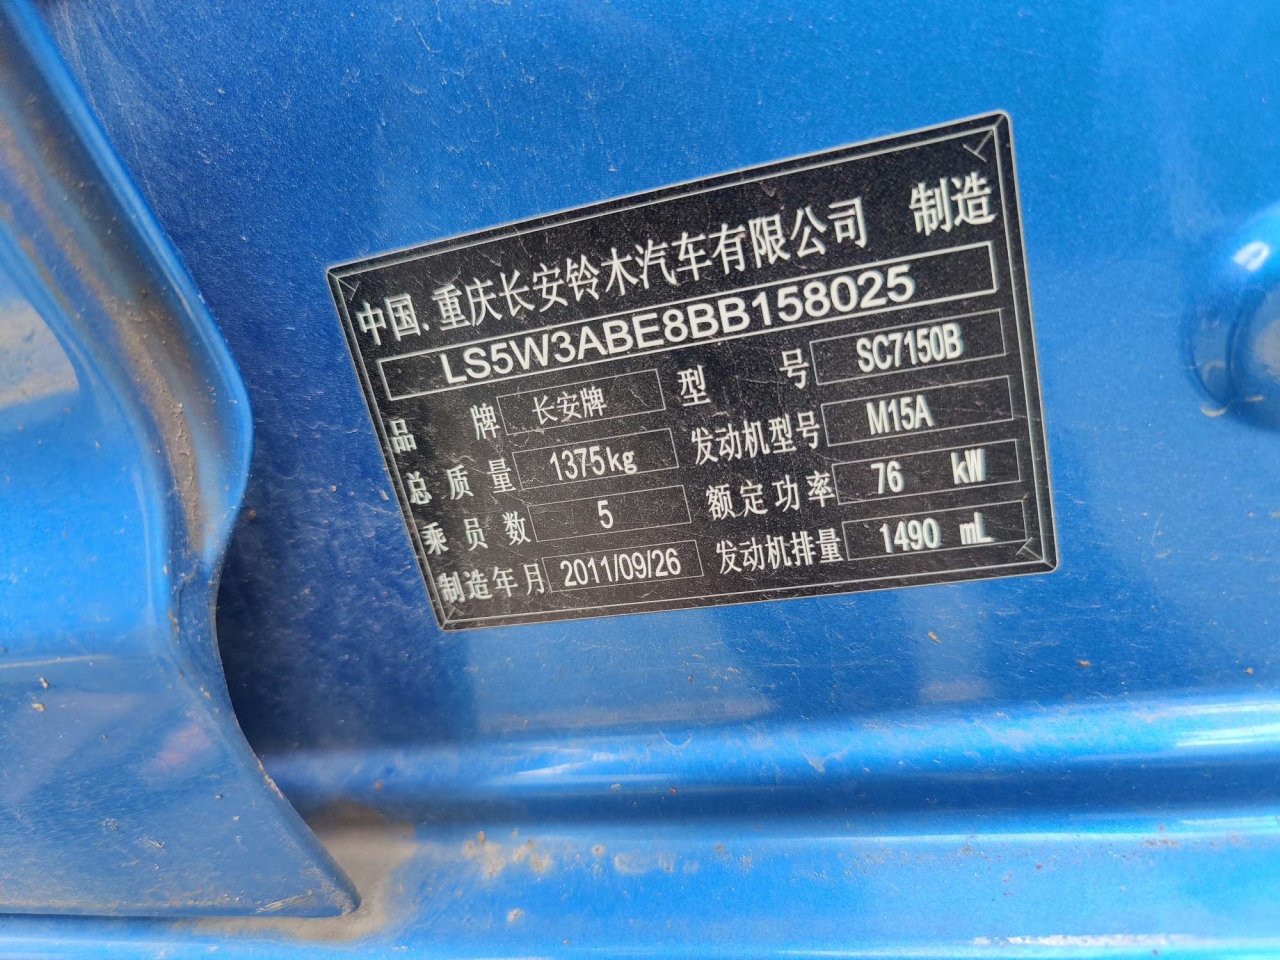 中国.重庆长安铃木汽车有限公司 制造
LS5W3ABE8BB158025
品牌 长安牌 型号 SC7150B
总质量 1375kg 发动机型号 M15A
乘员数 5 额定功率 76 kW
制造年月 2011/09/26 发动机排量 1490 mL